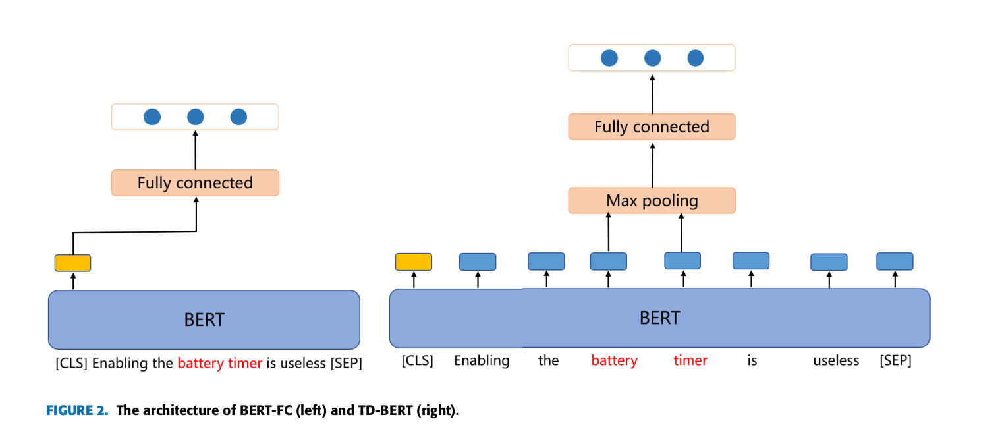 Fully connected
BERT
[CLS] Enabling the battery timer is useless [SEP]
Fully connected
Max pooling
BERT
[CLS] Enabling the battery timer is useless [SEP]
FIGURE 2. The architecture of BERT-FC (left) and TD-BERT (right).